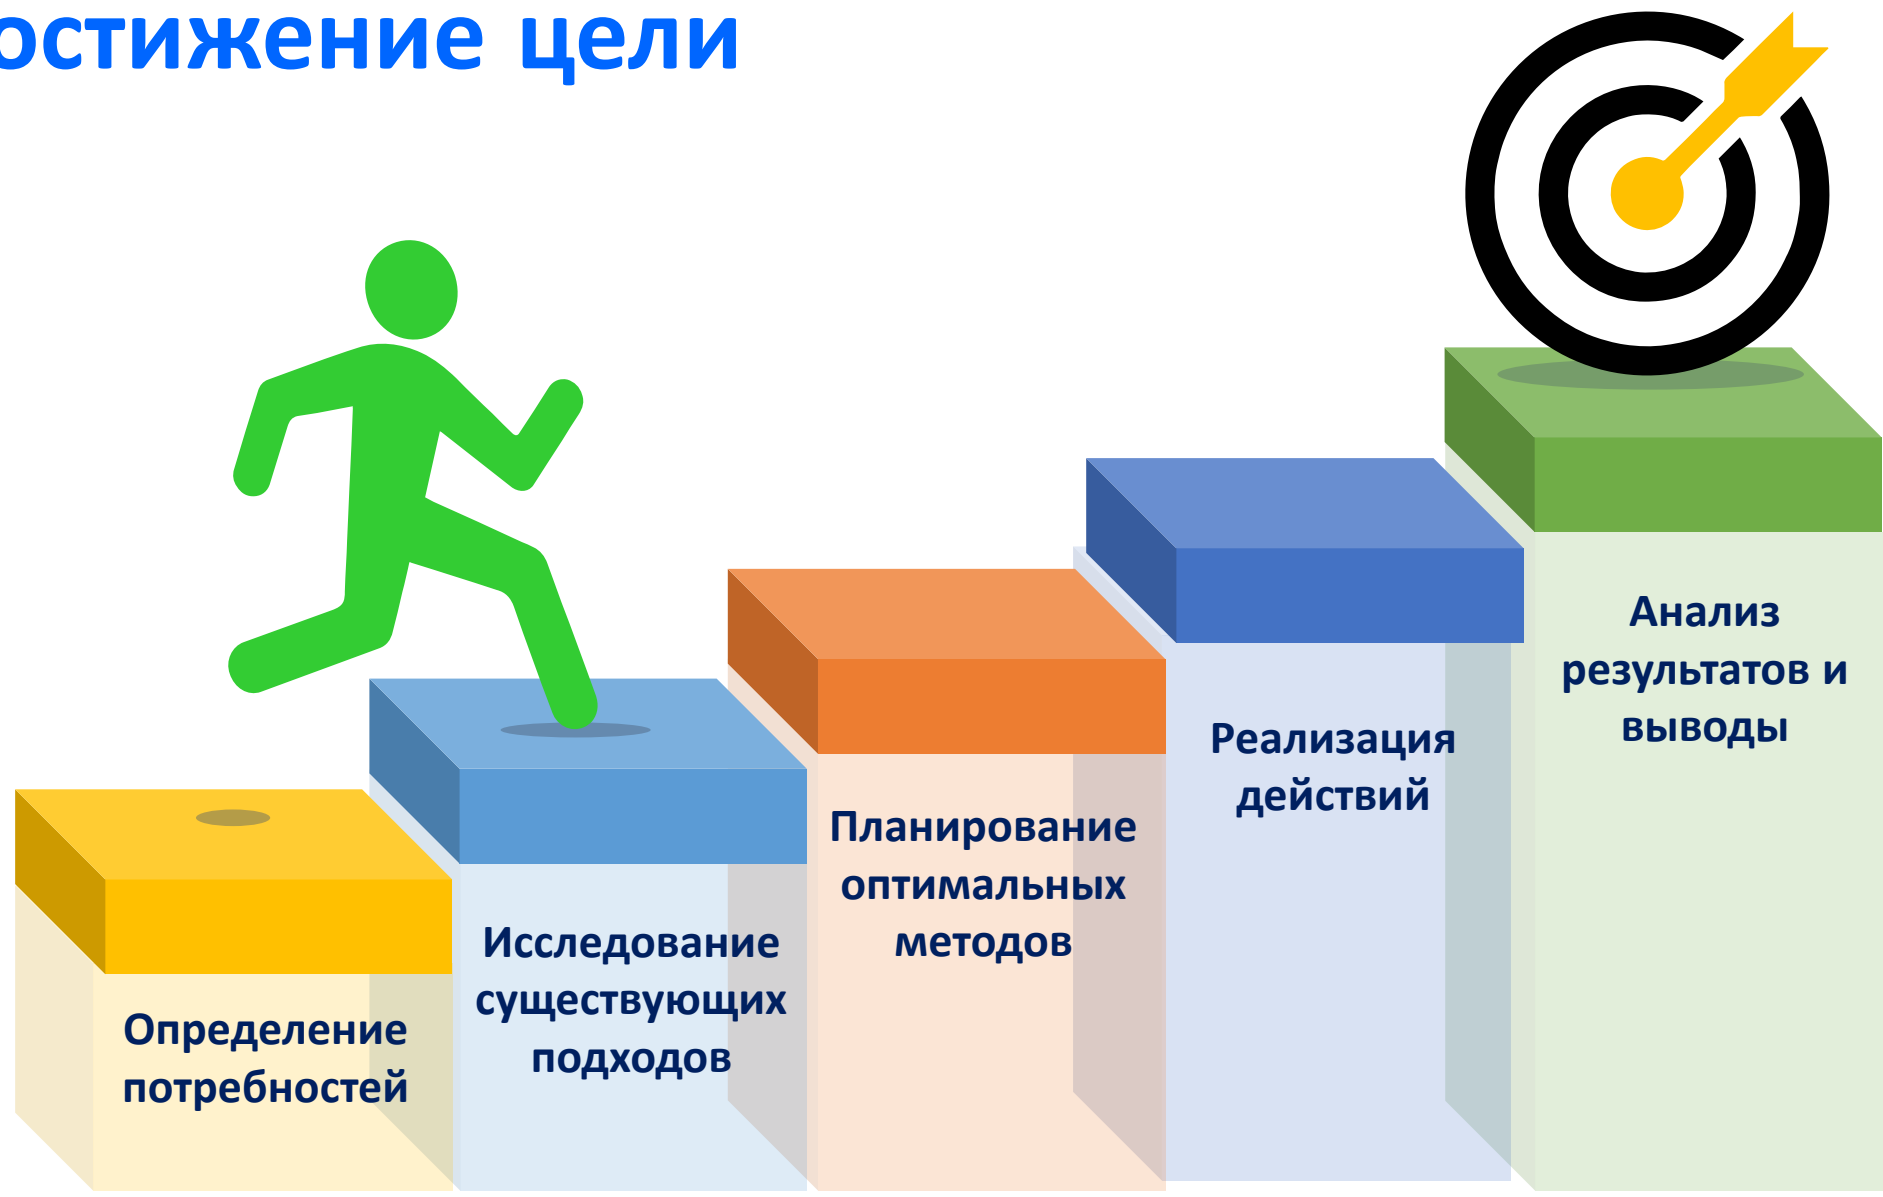 остижение цели
Определение
потребностей
Исследование
существующих
подходов
Планирование
оптимальных
методов
Реализация
действий
Анализ
результатов и
выводы